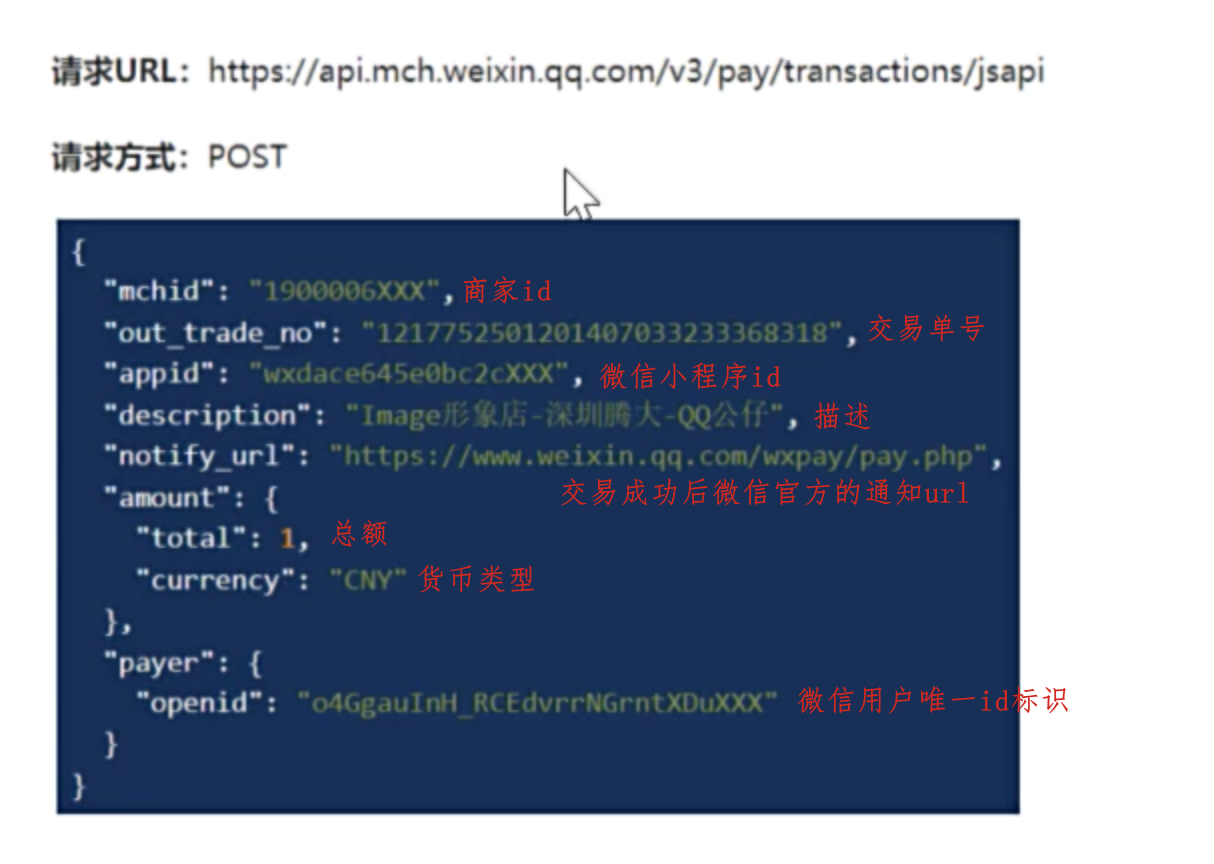 请求URL：https://api.mch.weixin.qq.com/v3/pay/transactions/jsapi
请求方式：POST
{
"mchid": "1900006XXX", 商家id
"out_trade_no": "1217752501201407033233368318", 交易单号
"appid": "wxdace645e0bc2cXXX", 微信小程序id
"description": "Image形象店-深圳腾大-QQ公仔", 描述
"notify_url": "https://www.weixin.qq.com/wxpay/pay.php",
交易成功后微信官方的通知url
"amount": {
"total": 1, 总额
"currency": "CNY" 货币类型
},
"payer": {
"openid": "o4GgauInH_RCEdvrrNGrntXDuXXX" 微信用户唯一id标识
}
}